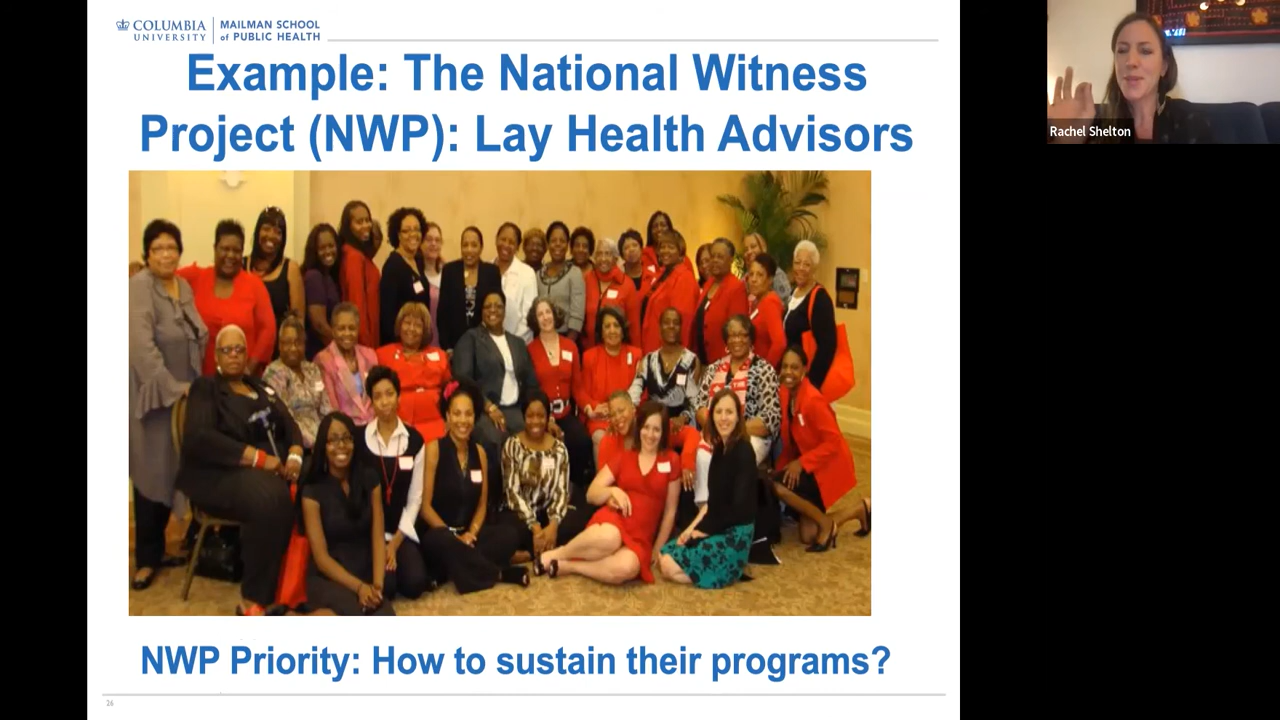 COLUMBIA UNIVERSITY
MAILMAN SCHOOL of PUBLIC HEALTH
Example: The National Witness
Project (NWP): Lay Health Advisors
Rachel Shelton
NWP Priority: How to sustain their programs?
26